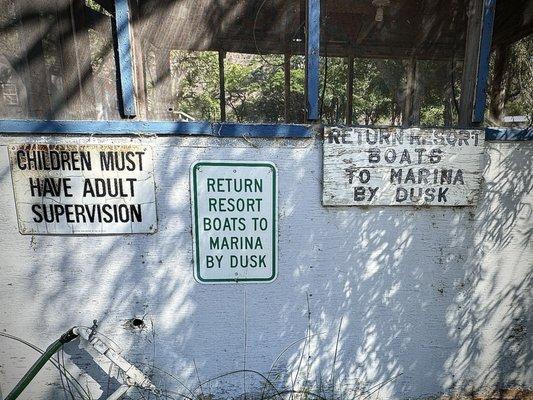 CHILDREN MUST
HAVE ADULT
SUPERVISION
RETURN
RESORT
BOATS TO
MARINA
BY DUSK
RETURN RESORT
BOATS
TO MARINA
BY DUSK